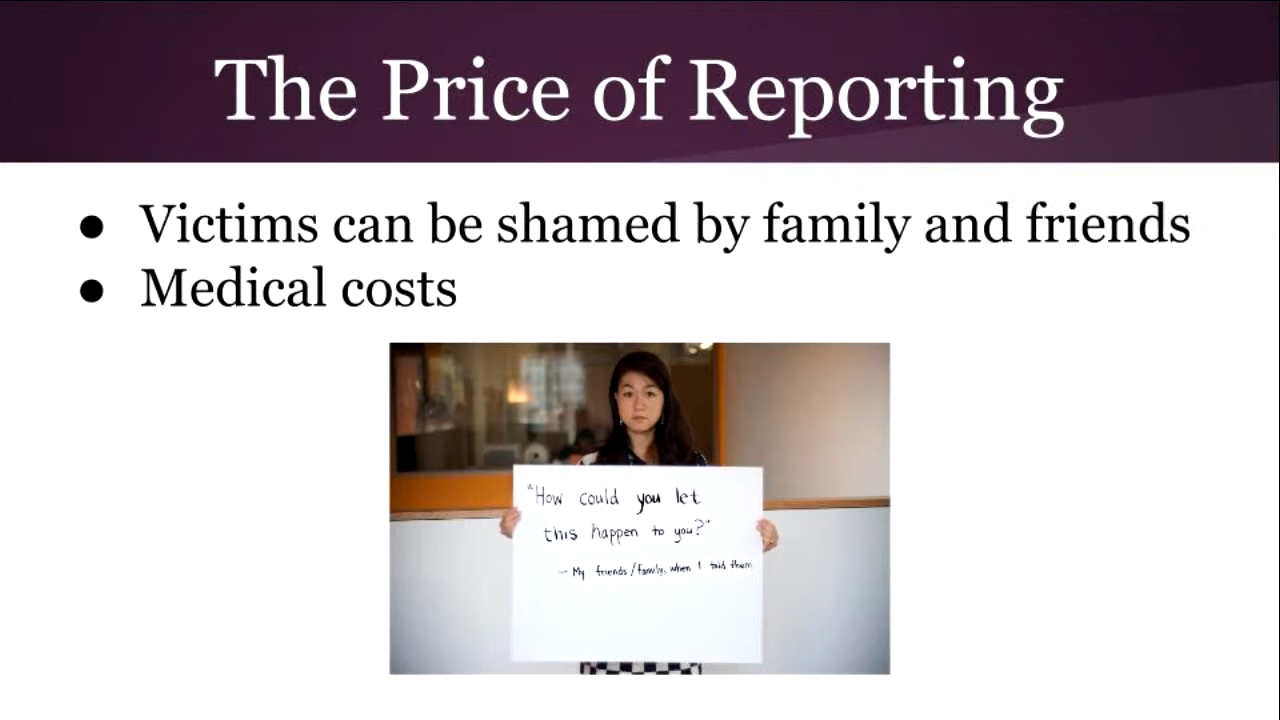 The Price of Reporting
● Victims can be shamed by family and friends
● Medical costs
"How could you let
this happen to you?"
— My friends/family, when I told them